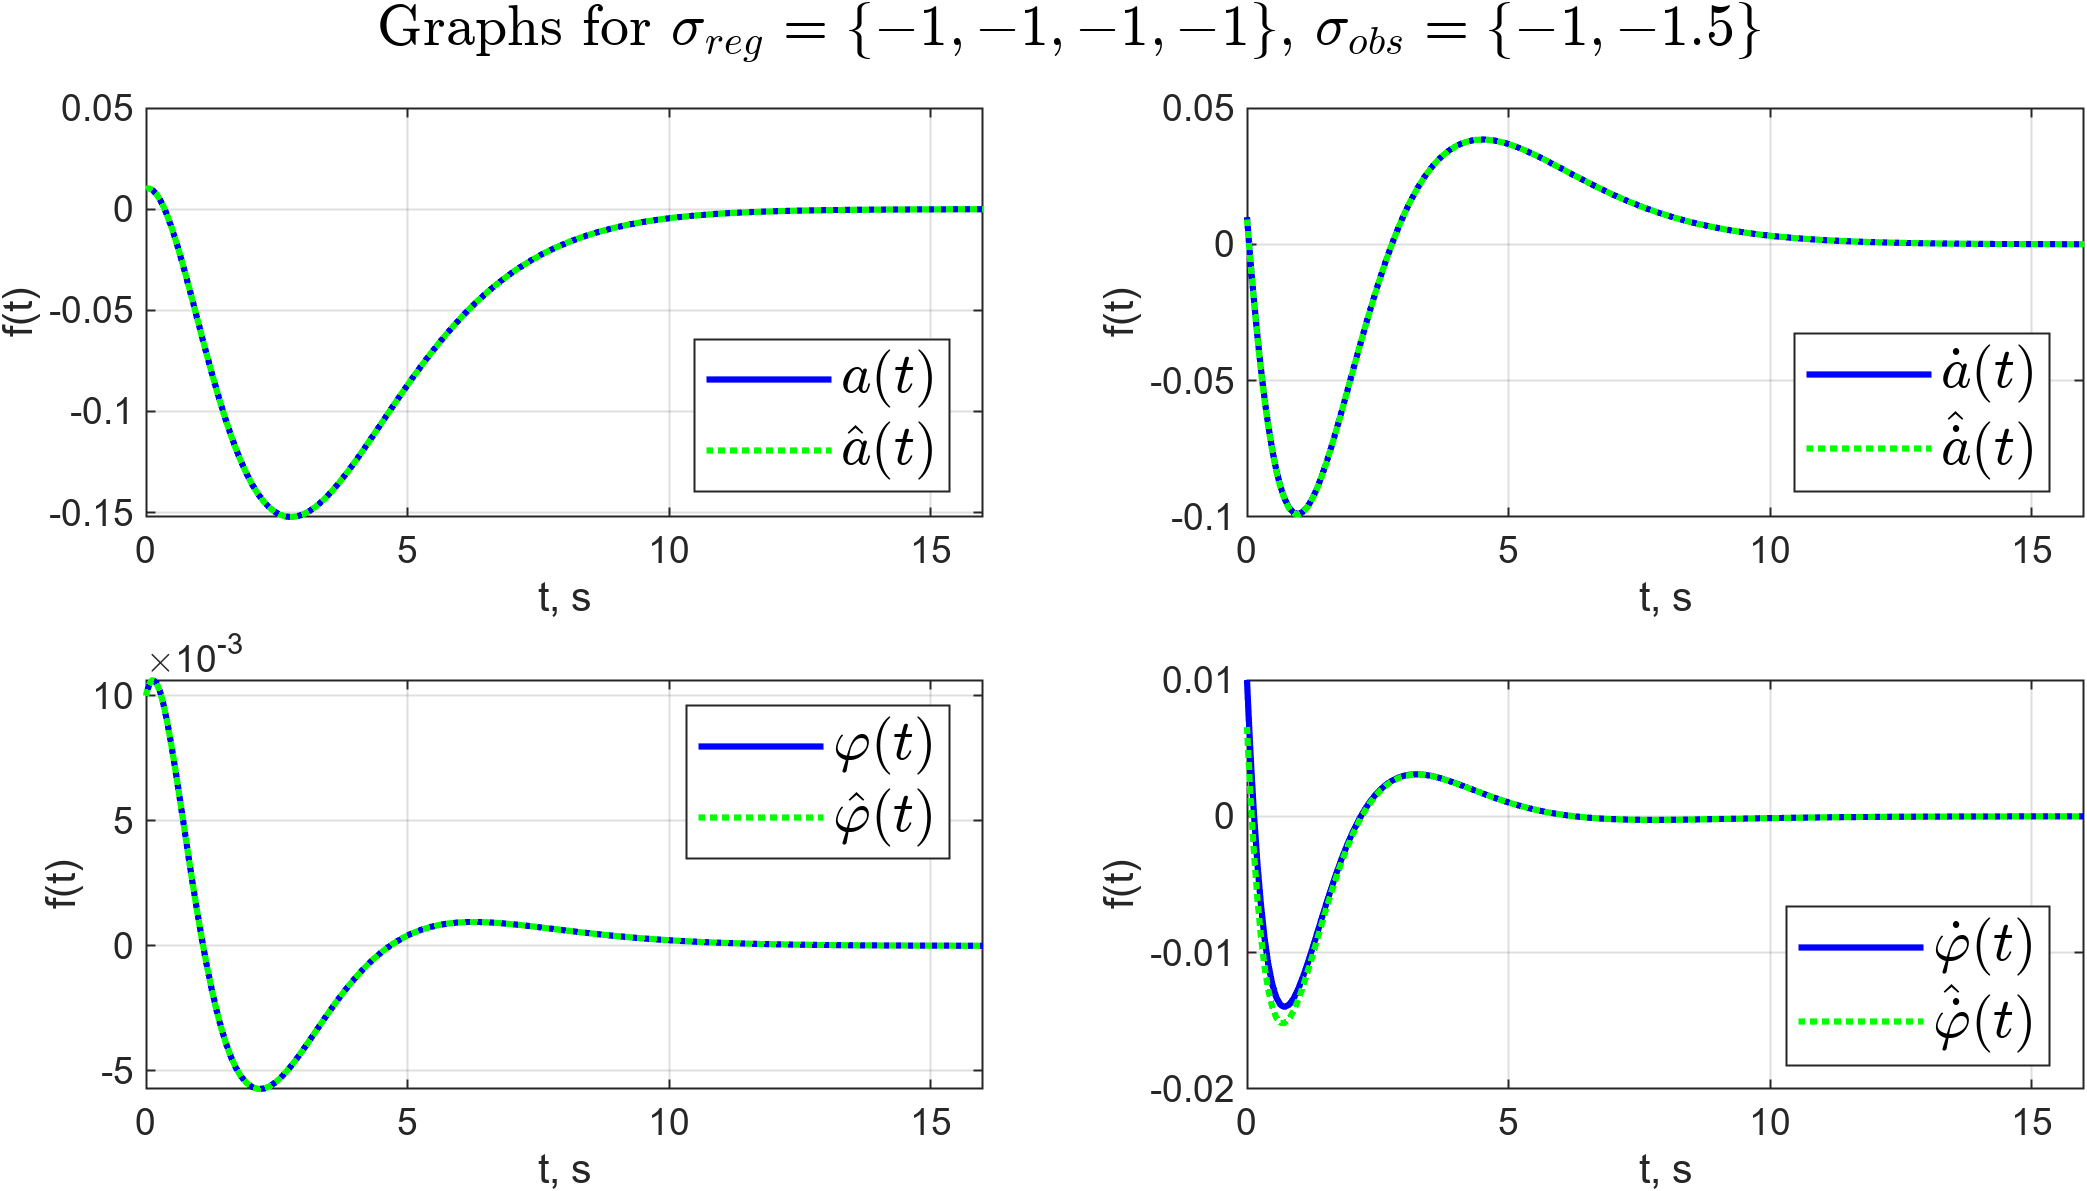 Graphs for σ_reg = {−1, −1, −1, −1}, σ_obs = {−1, −1.5}
0.05
0
-0.05
-0.1
-0.15
f(t)
0 5 10 15
t, s
a(t)
â(t)
0.05
0
-0.05
-0.1
f(t)
0 5 10 15
t, s
ȧ(t)
ȧ̂(t)
×10⁻³
10
5
0
-5
f(t)
0 5 10 15
t, s
φ(t)
φ̂(t)
0.01
0
-0.01
-0.02
f(t)
0 5 10 15
t, s
φ̇(t)
φ̇̂(t)